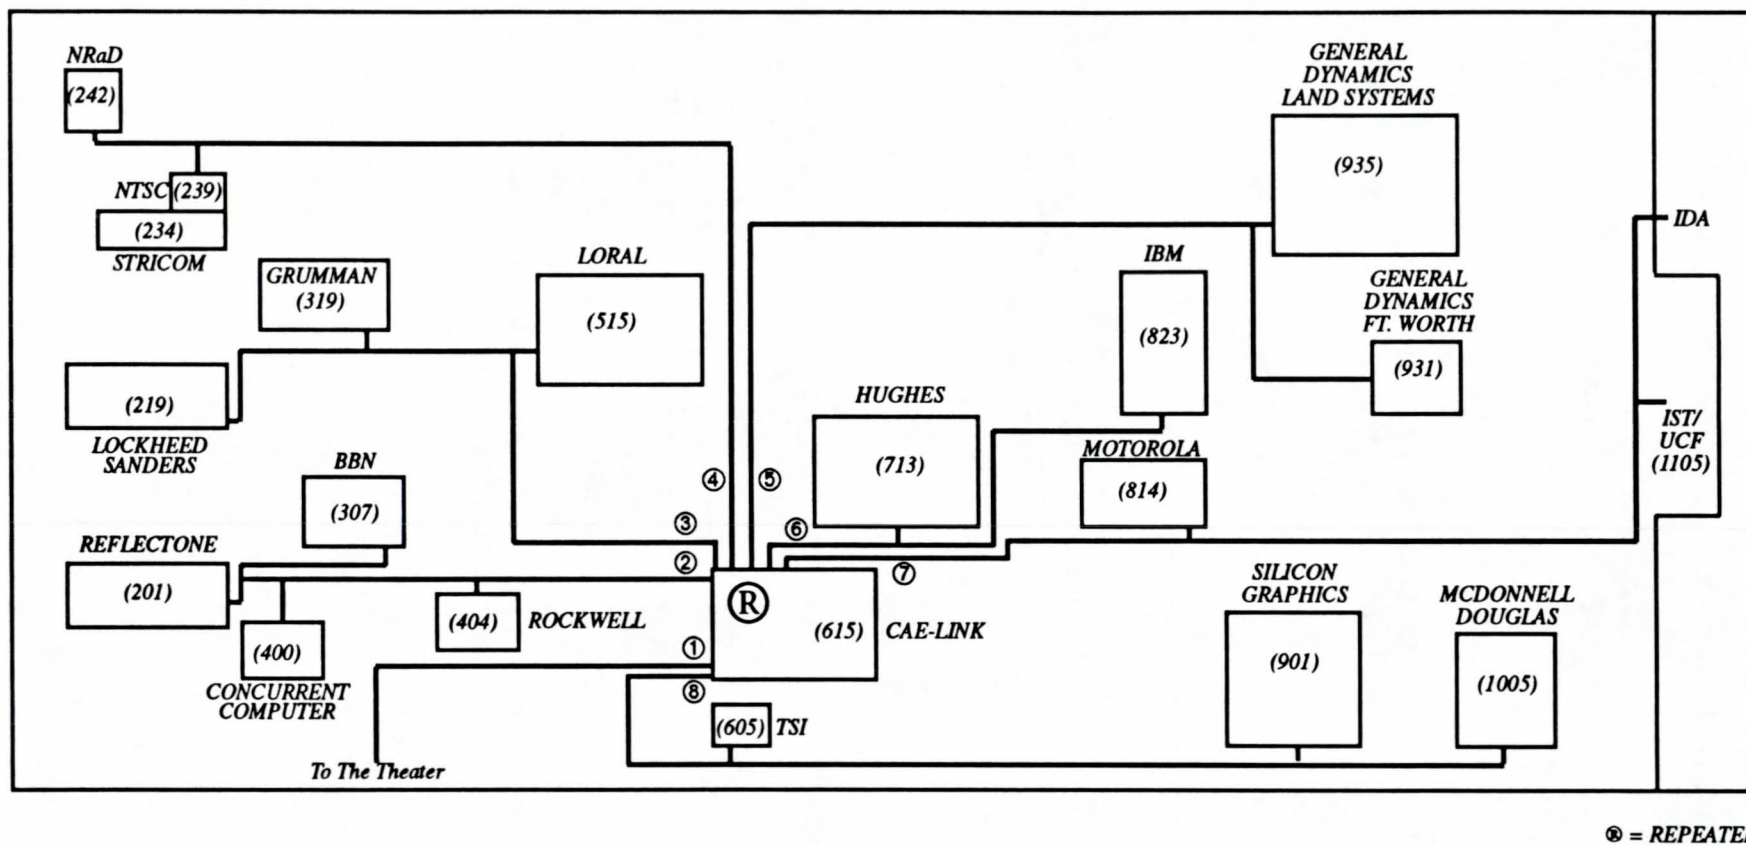 NRaD
(242)
NTSC (239)
(234)
STRICOM
GRUMMAN
(319)
LORAL
(515)
(219)
LOCKHEED
SANDERS
BBN
(307)
REFLECTONE
(201)
(400)
CONCURRENT
COMPUTER
(404) ROCKWELL
To The Theater
①
②
③
④
⑤
⑥
⑦
⑧
®
(615) CAE-LINK
(605) TSI
HUGHES
(713)
IBM
(823)
MOTOROLA
(814)
GENERAL
DYNAMICS
LAND SYSTEMS
(935)
GENERAL
DYNAMICS
FT. WORTH
(931)
SILICON
GRAPHICS
(901)
MCDONNELL
DOUGLAS
(1005)
IDA
IST/
UCF
(1105)
® = REPEATE